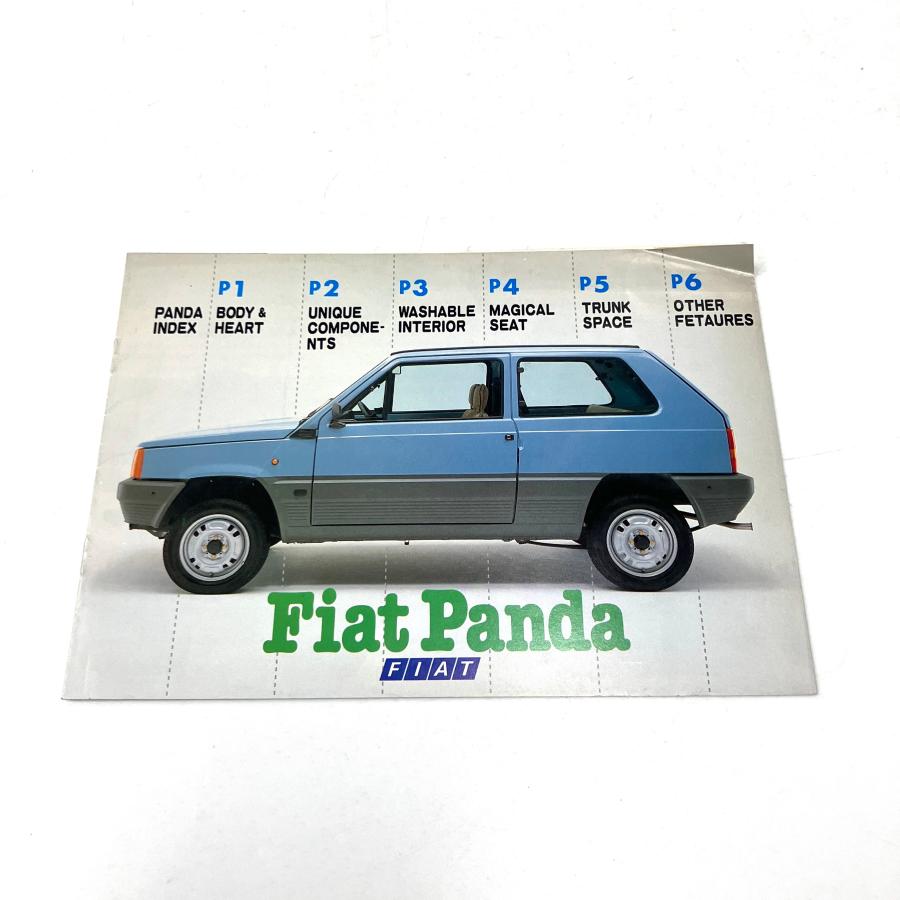 PANDA
INDEX
P1
BODY &
HEART
P2
UNIQUE
COMPONE-
NTS
P3
WASHABLE
INTERIOR
P4
MAGICAL
SEAT
P5
TRUNK
SPACE
P6
OTHER
FETAURES
Fiat Panda
FIAT